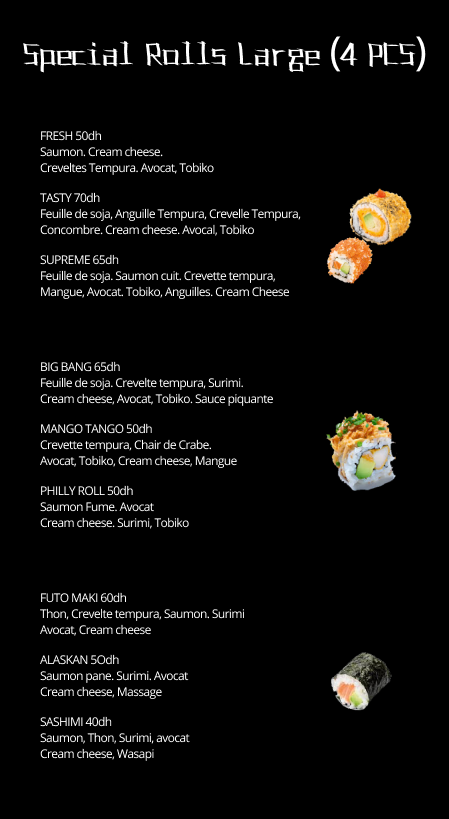 Special Rolls Large (4 PCS)
FRESH 50dh
Saumon. Cream cheese.
Creveltes Tempura. Avocat, Tobiko
TASTY 70dh
Feuille de soja, Anguille Tempura, Crevelle Tempura,
Concombre. Cream cheese. Avocal, Tobiko
SUPREME 65dh
Feuille de soja. Saumon cuit. Crevette tempura,
Mangue, Avocat. Tobiko, Anguilles. Cream Cheese
BIG BANG 65dh
Feuille de soja. Crevelte tempura, Surimi.
Cream cheese, Avocat, Tobiko. Sauce piquante
MANGO TANGO 50dh
Crevette tempura, Chair de Crabe.
Avocat, Tobiko, Cream cheese, Mangue
PHILLY ROLL 50dh
Saumon Fume. Avocat
Cream cheese. Surimi, Tobiko
FUTO MAKI 60dh
Thon, Crevelte tempura, Saumon. Surimi
Avocat, Cream cheese
ALASKAN 5Odh
Saumon pane. Surimi. Avocat
Cream cheese, Massage
SASHIMI 40dh
Saumon, Thon, Surimi, avocat
Cream cheese, Wasapi